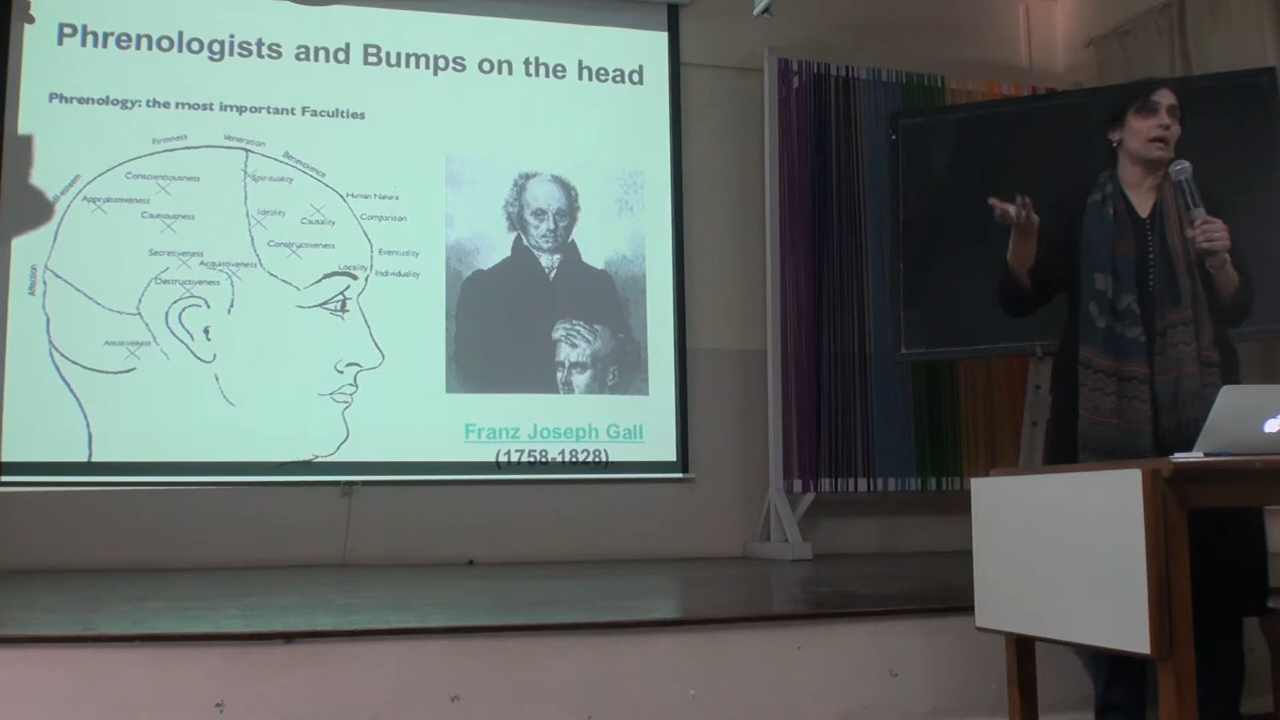 Phrenologists and Bumps on the head
Phrenology: the most important Faculties
Firmness
Veneration
Benevolence
Conscientiousness
Spirituality
Human Nature
Approbativeness
Cautiousness
Ideality
Causality
Comparison
Secretiveness
Constructiveness
Eventuality
Acquisitiveness
Locality
Individuality
Destructiveness
Affection
Franz Joseph Gall
(1758-1828).